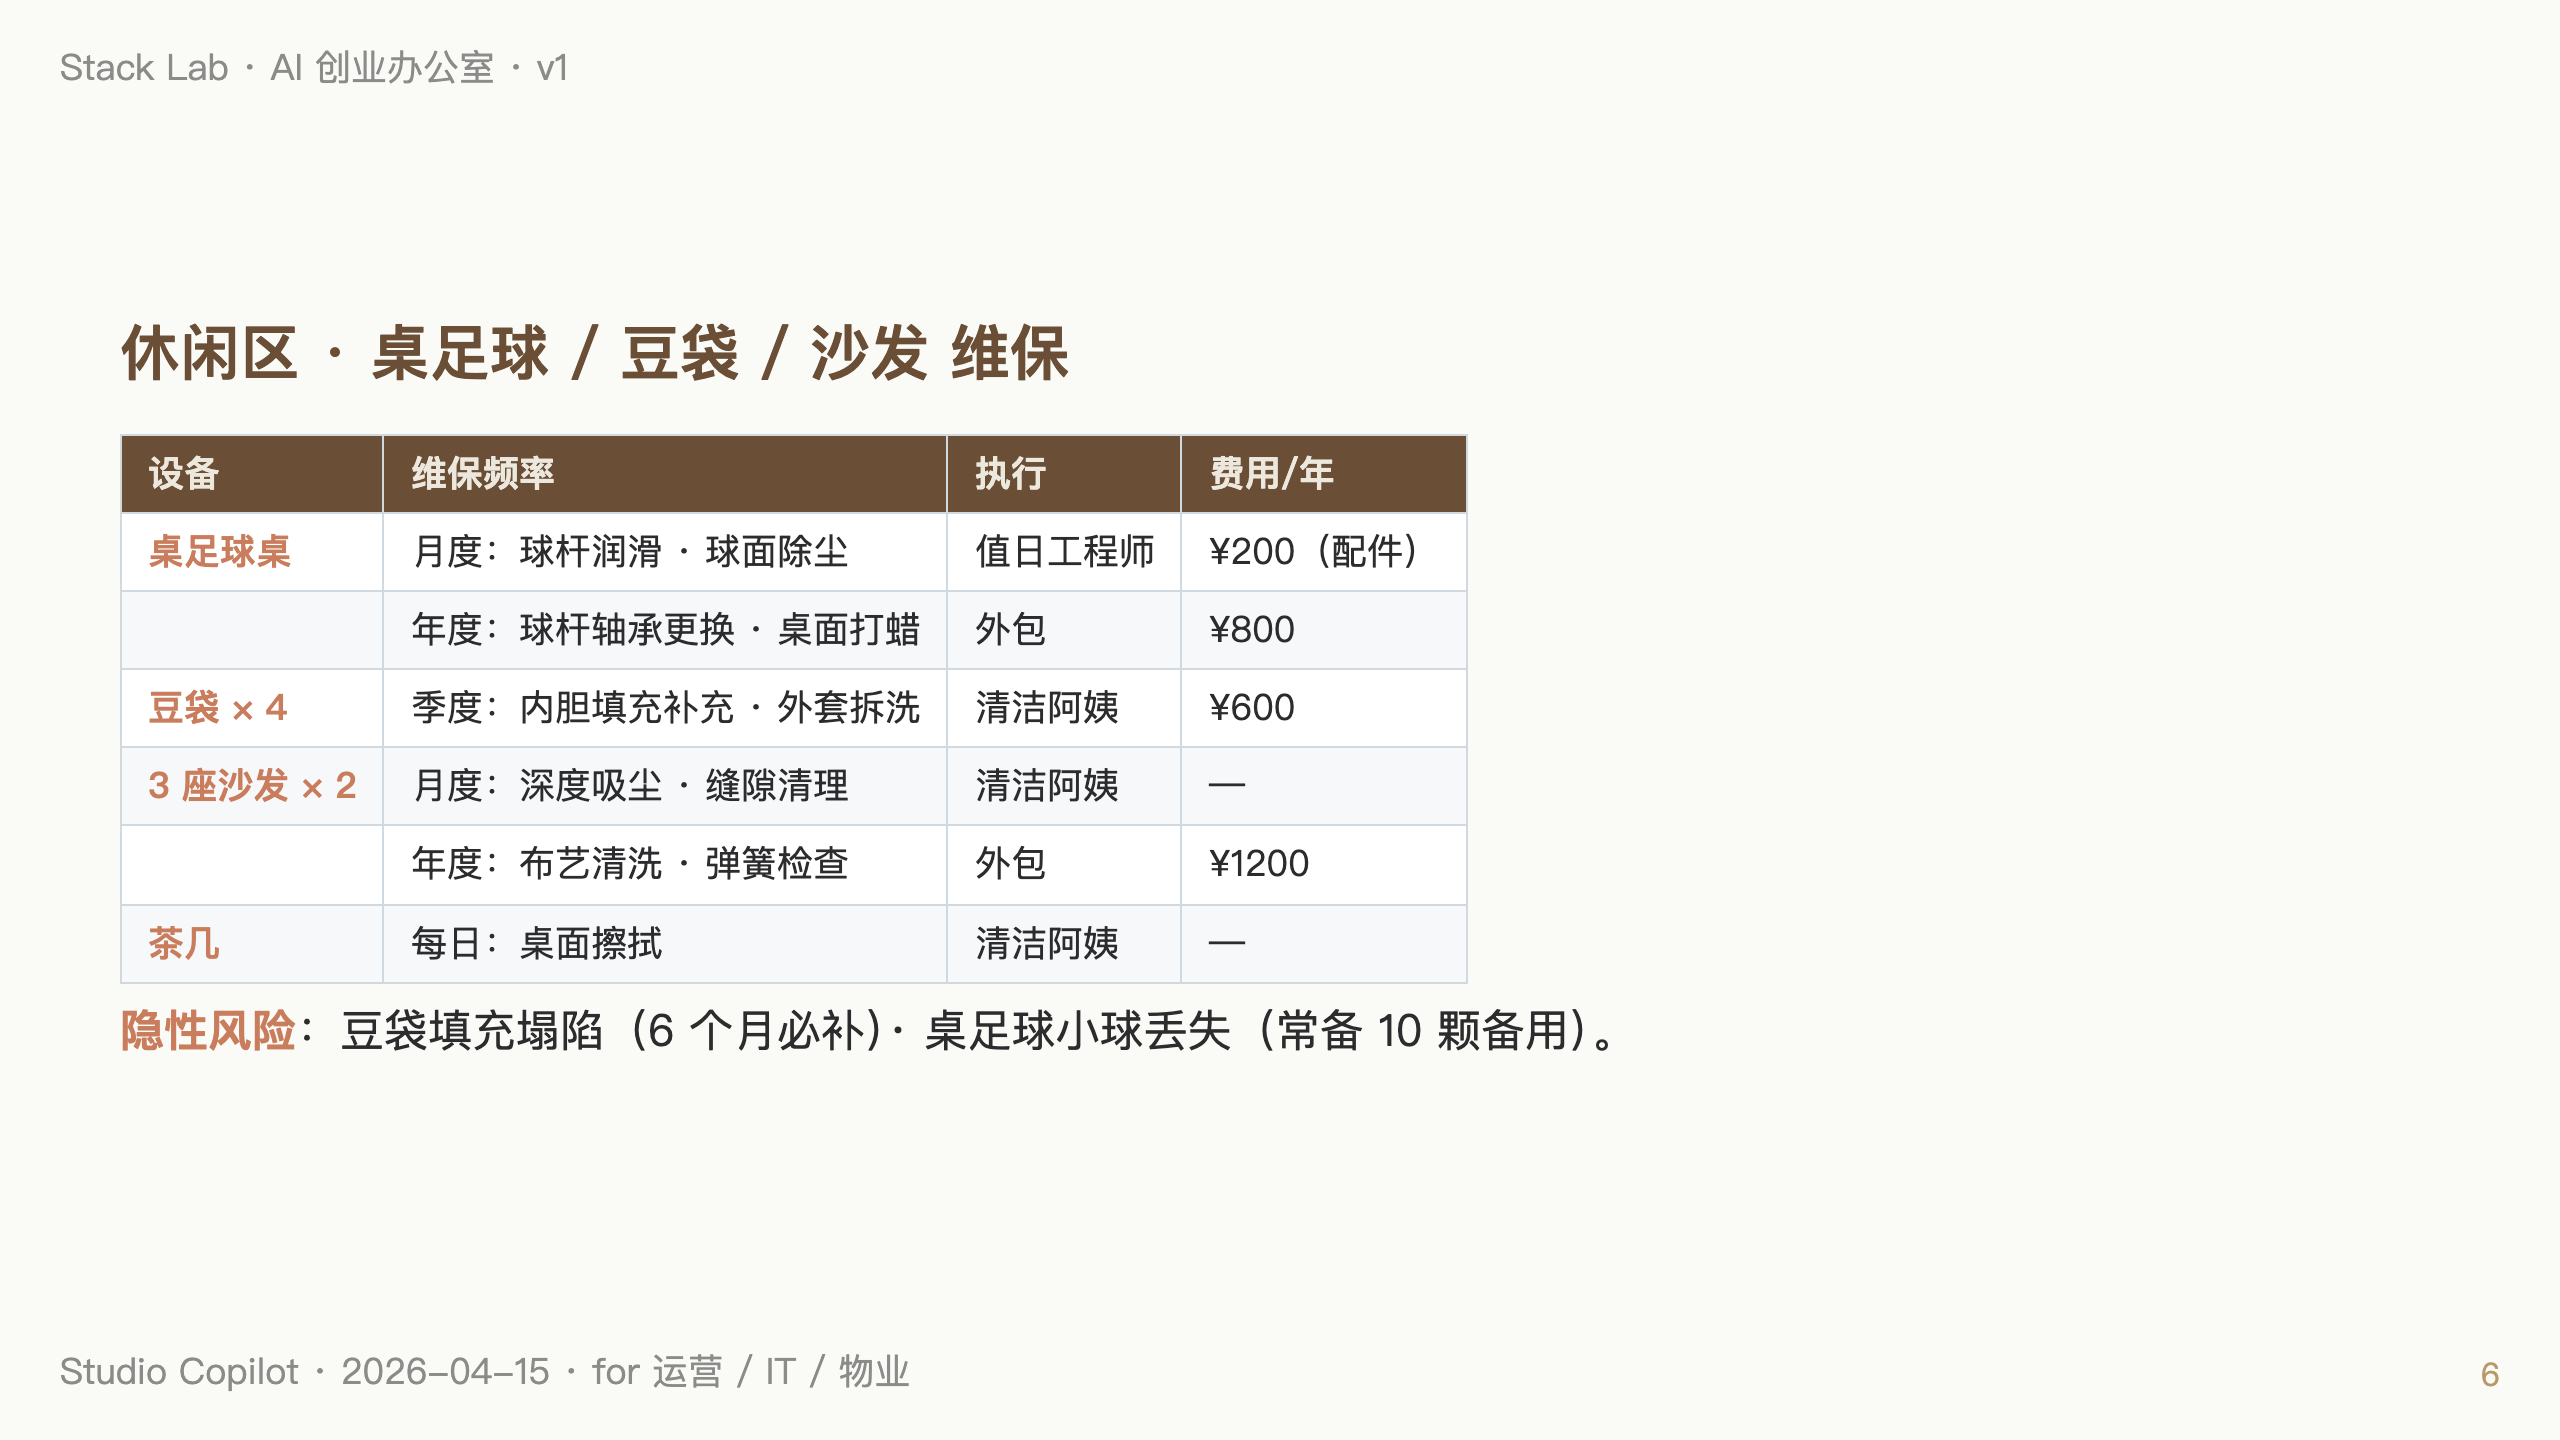 Stack Lab · AI 创业办公室 · v1
休闲区 · 桌足球 / 豆袋 / 沙发 维保
设备 维保频率 执行 费用/年
桌足球桌 月度：球杆润滑 · 球面除尘 值日工程师 ¥200（配件）
年度：球杆轴承更换 · 桌面打蜡 外包 ¥800
豆袋 × 4 季度：内胆填充补充 · 外套拆洗 清洁阿姨 ¥600
3 座沙发 × 2 月度：深度吸尘 · 缝隙清理 清洁阿姨 —
年度：布艺清洗 · 弹簧检查 外包 ¥1200
茶几 每日：桌面擦拭 清洁阿姨 —
隐性风险：豆袋填充塌陷（6 个月必补）· 桌足球小球丢失（常备 10 颗备用）。
Studio Copilot · 2026-04-15 · for 运营 / IT / 物业
6